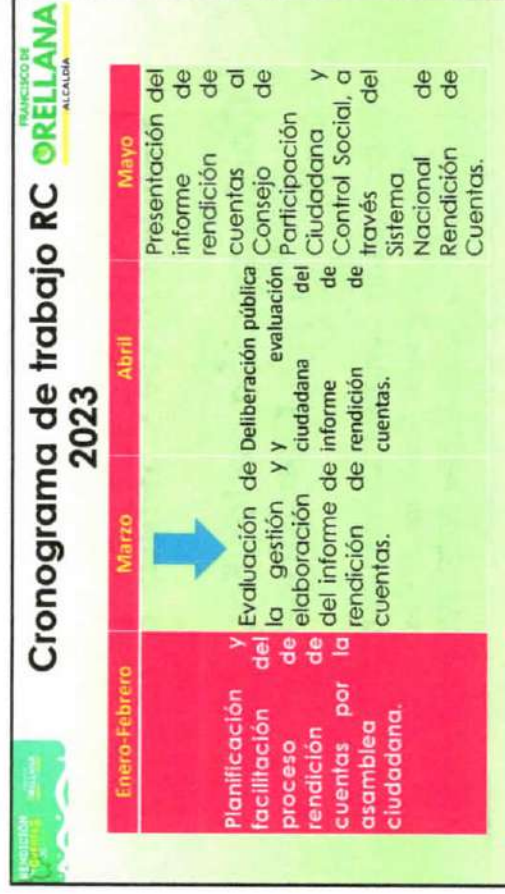 RENDICIÓN
Cronograma de trabajo RC
2023
FRANCISCO DE
ORELLANA
ALCALDÍA
Enero-Febrero
Marzo
Abril
Mayo
Planificación y
facilitación del
proceso de
rendición de
cuentas por la
asamblea
ciudadana.
Evaluación de
la gestión y
elaboración
del informe de
rendición de
cuentas.
Deliberación pública
y evaluación
ciudadana del
informe de
rendición de
cuentas.
Presentación del
informe de
rendición de
cuentas al
Consejo de
Participación
Ciudadana y
Control Social, a
través del
Sistema
Nacional de
Rendición de
Cuentas.